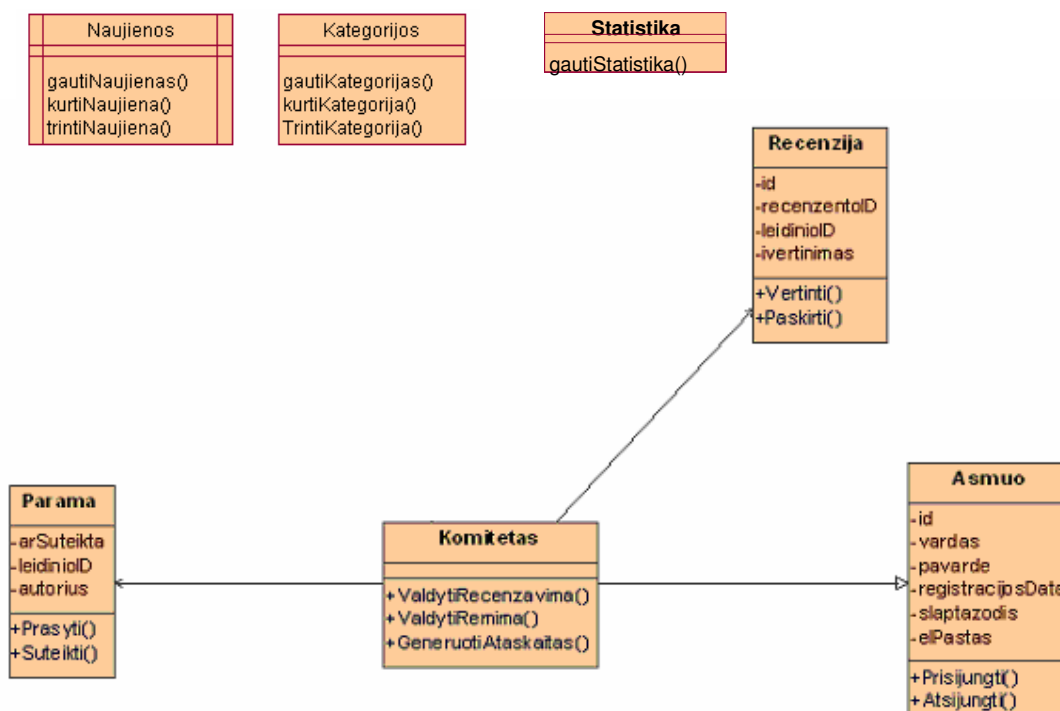 Naujienos
gautiNaujienas()
kurtiNaujiena()
trintiNaujiena()
Kategorijos
gautiKategorijas()
kurtiKategorija()
TrintiKategorija()
Statistika
gautiStatistika()
Recenzija
-id
-recenzentoID
-leidinioID
-ivertinimas
+Vertinti()
+Paskirti()
Parama
-arSuteikta
-leidinioID
-autorius
+Prasyti()
+Suteikti()
Komitetas
+ValdytiRecenzavima()
+ValdytiRemima()
+GeneruotiAtaskaitas()
Asmuo
-id
-vardas
-pavarde
-registracijosData
-slaptazodis
-elPastas
+Prisijungti()
+Atsijungti()